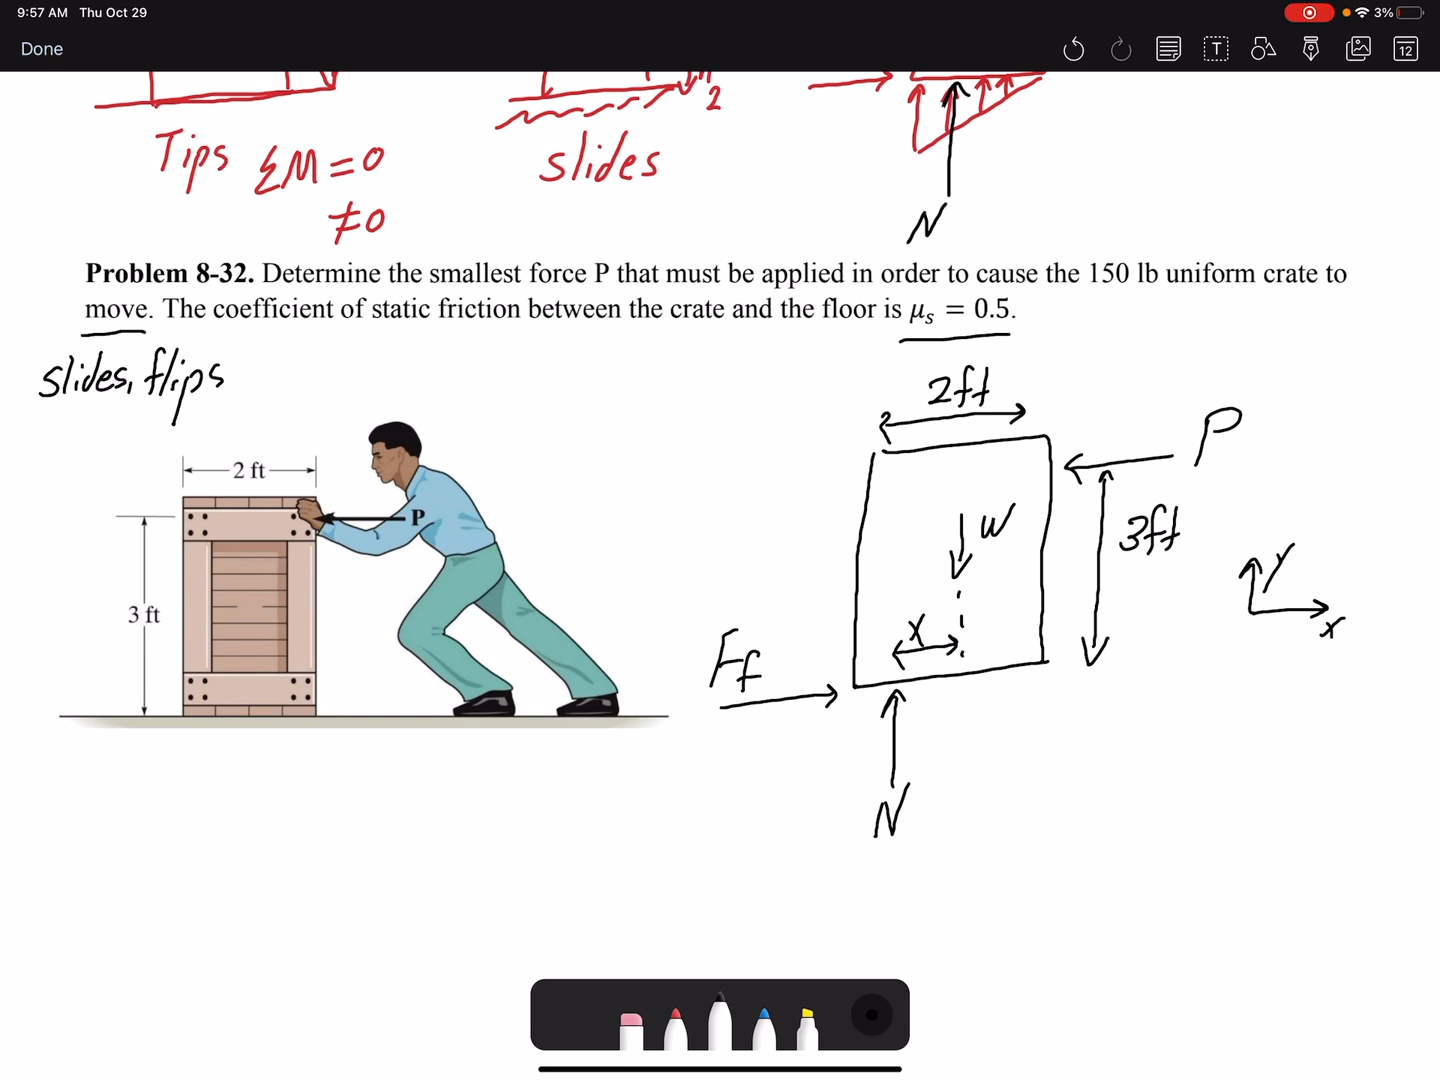 9:57 AM Thu Oct 29
3%
Done
T
12
2
Tips ΣM=0
≠0
slides
N
Problem 8-32. Determine the smallest force P that must be applied in order to cause the 150 lb uniform crate to
move. The coefficient of static friction between the crate and the floor is μs = 0.5.
slides, flips
2 ft
P
3 ft
2ft
P
W
3ft
Y
x
x
Ff
N